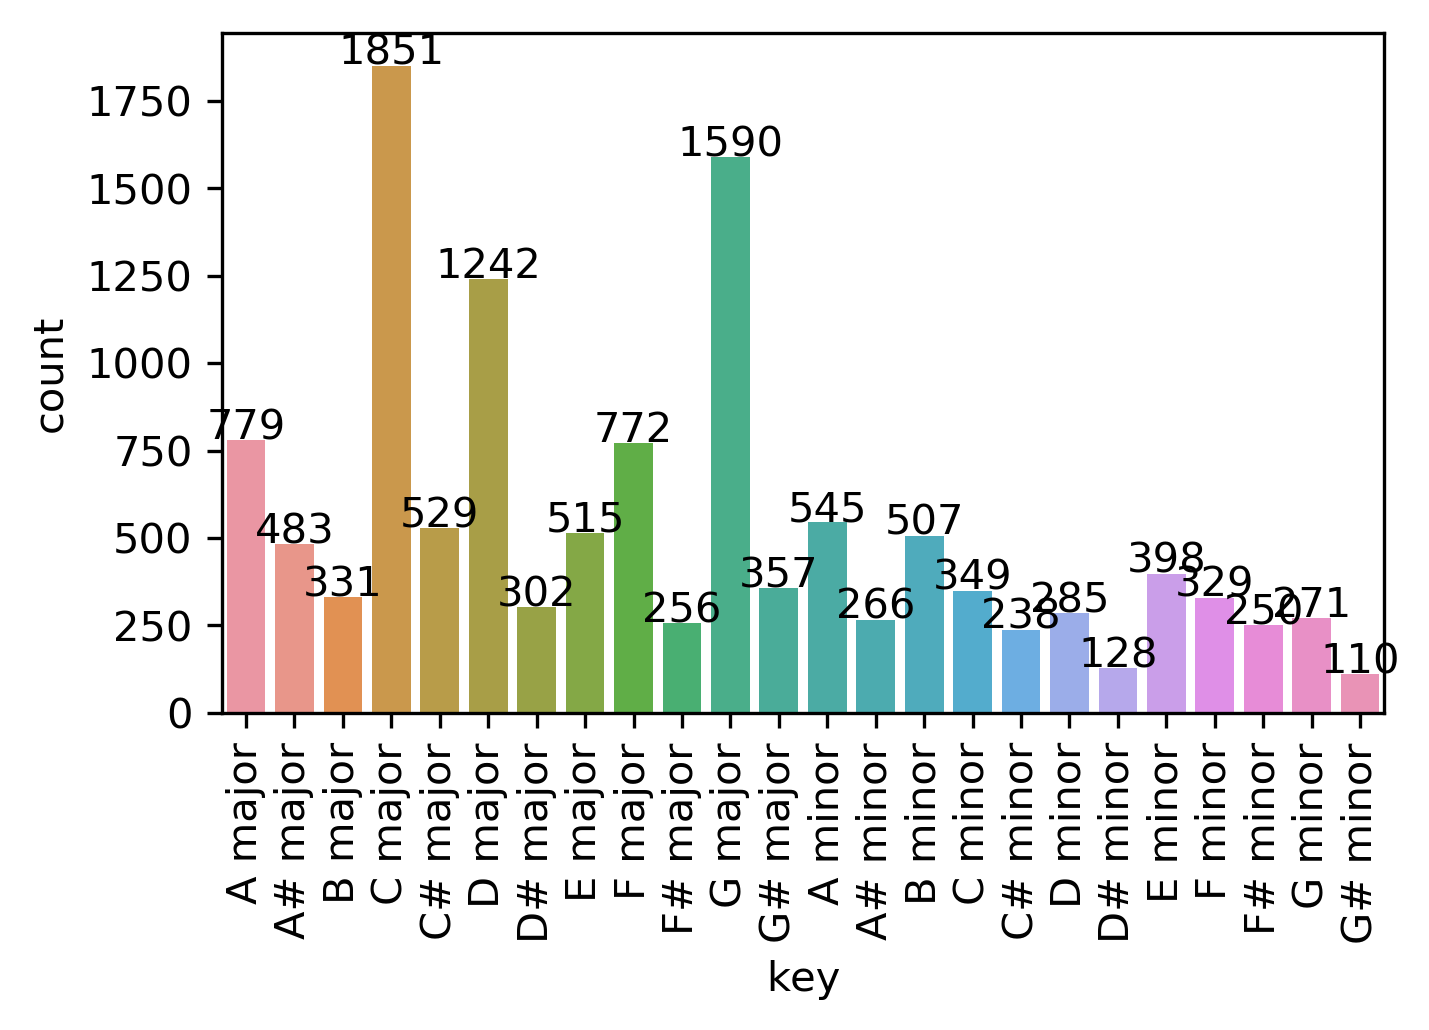 1851
1590
1242
779
772
483
331
529
302
515
256
357
545
266
507
349
238
285
128
398
329
250
271
110
1750
1500
1250
1000
750
500
250
0
count
A major
A# major
B major
C major
C# major
D major
D# major
E major
F major
F# major
G major
G# major
A minor
A# minor
B minor
C minor
C# minor
D minor
D# minor
E minor
F minor
F# minor
G minor
G# minor
key